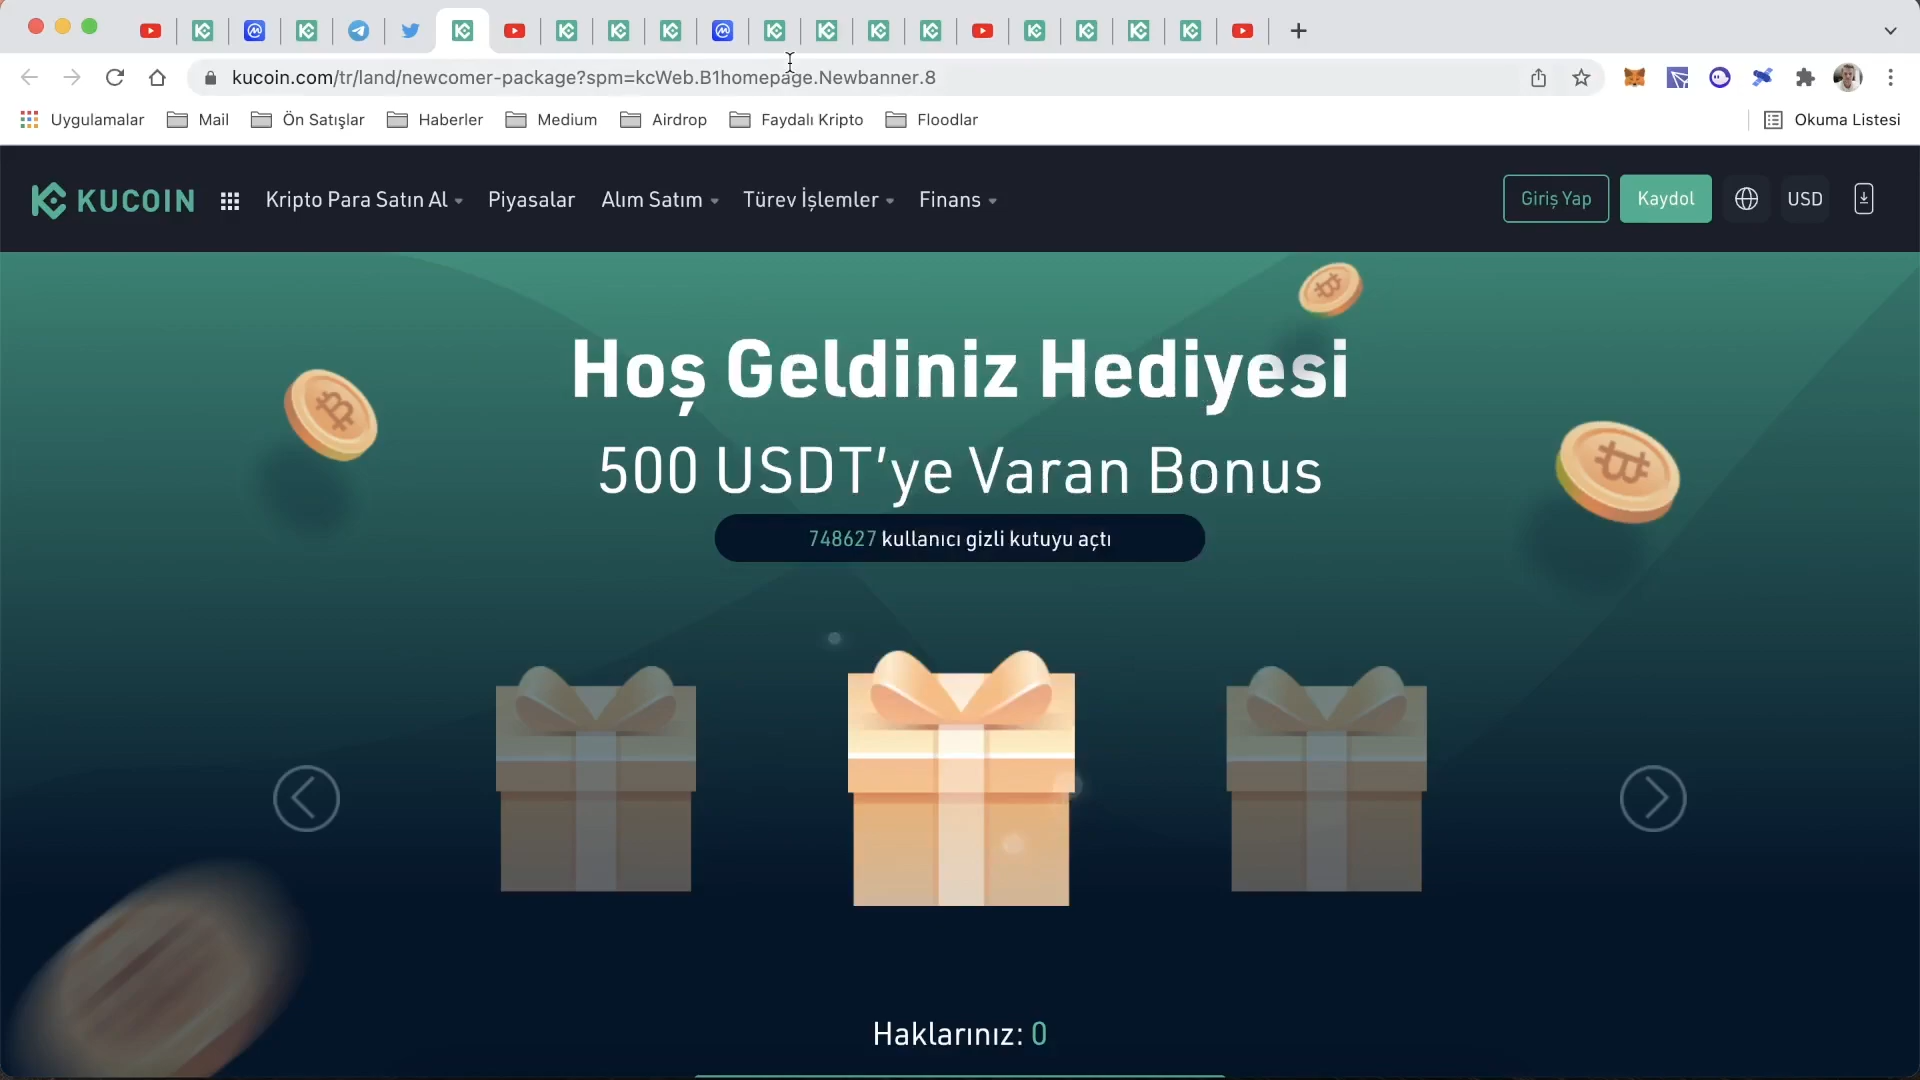 kucoin.com/tr/land/newcomer-package?spm=kcWeb.B1homepage.Newbanner.8
Uygulamalar Mail Ön Satışlar Haberler Medium Airdrop Faydalı Kripto Floodlar Okuma Listesi
KUCOIN Kripto Para Satın Al Piyasalar Alım Satım Türev İşlemler Finans Giriş Yap Kaydol USD
Hoş Geldiniz Hediyesi
500 USDT'ye Varan Bonus
748627 kullanıcı gizli kutuyu açtı
Haklarınız: 0